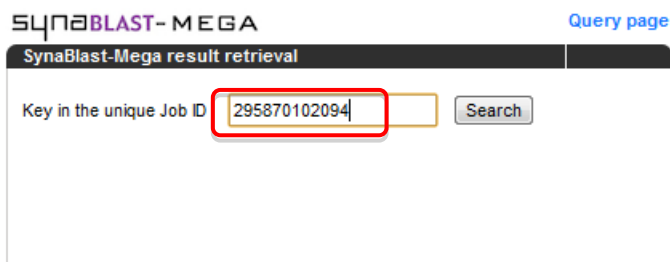 SynaBLAST-MEGA
Query page
SynaBlast-Mega result retrieval
Key in the unique Job ID 295870102094 Search